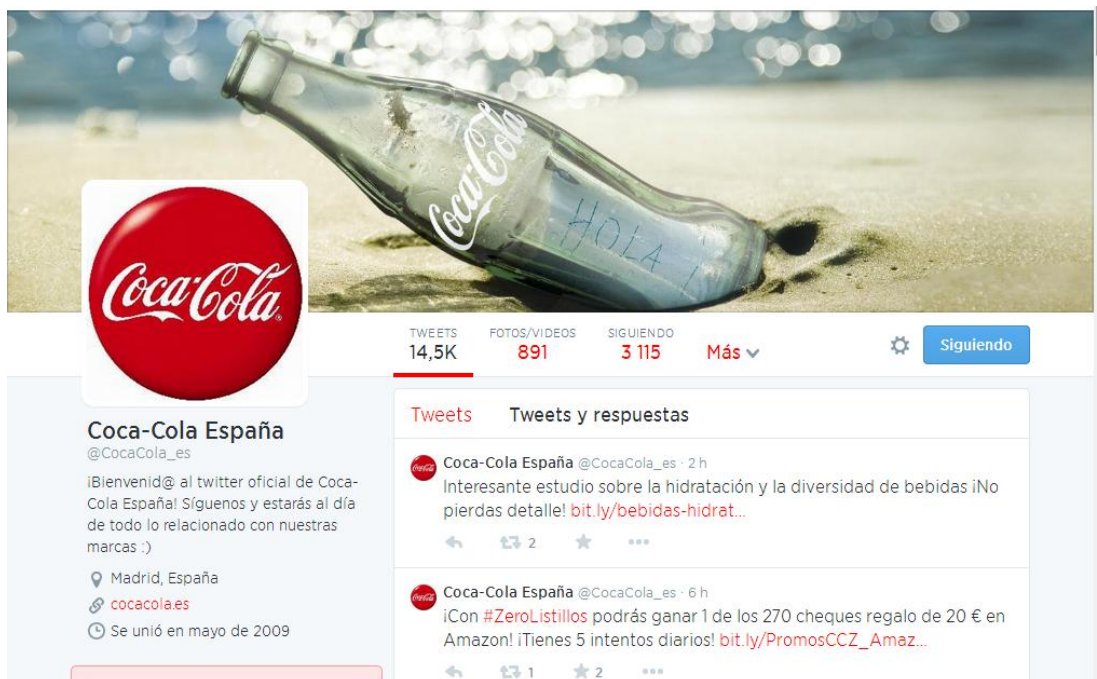 Coca-Cola
HOLA !
Coca-Cola
TWEETS
14,5K
FOTOS/VIDEOS
891
SIGUIENDO
3 115
Más
Siguiendo
Coca-Cola España
@CocaCola_es
¡Bienvenid@ al twitter oficial de Coca-
Cola España! Síguenos y estarás al día
de todo lo relacionado con nuestras
marcas :)
Madrid, España
cocacola.es
Se unió en mayo de 2009
Tweets Tweets y respuestas
Coca-Cola España @CocaCola_es · 2 h
Interesante estudio sobre la hidratación y la diversidad de bebidas ¡No
pierdas detalle! bit.ly/bebidas-hidrat...
2
Coca-Cola España @CocaCola_es · 6 h
¡Con #ZeroListillos podrás ganar 1 de los 270 cheques regalo de 20 € en
Amazon! ¡Tienes 5 intentos diarios! bit.ly/PromosCCZ_Amaz...
1 2